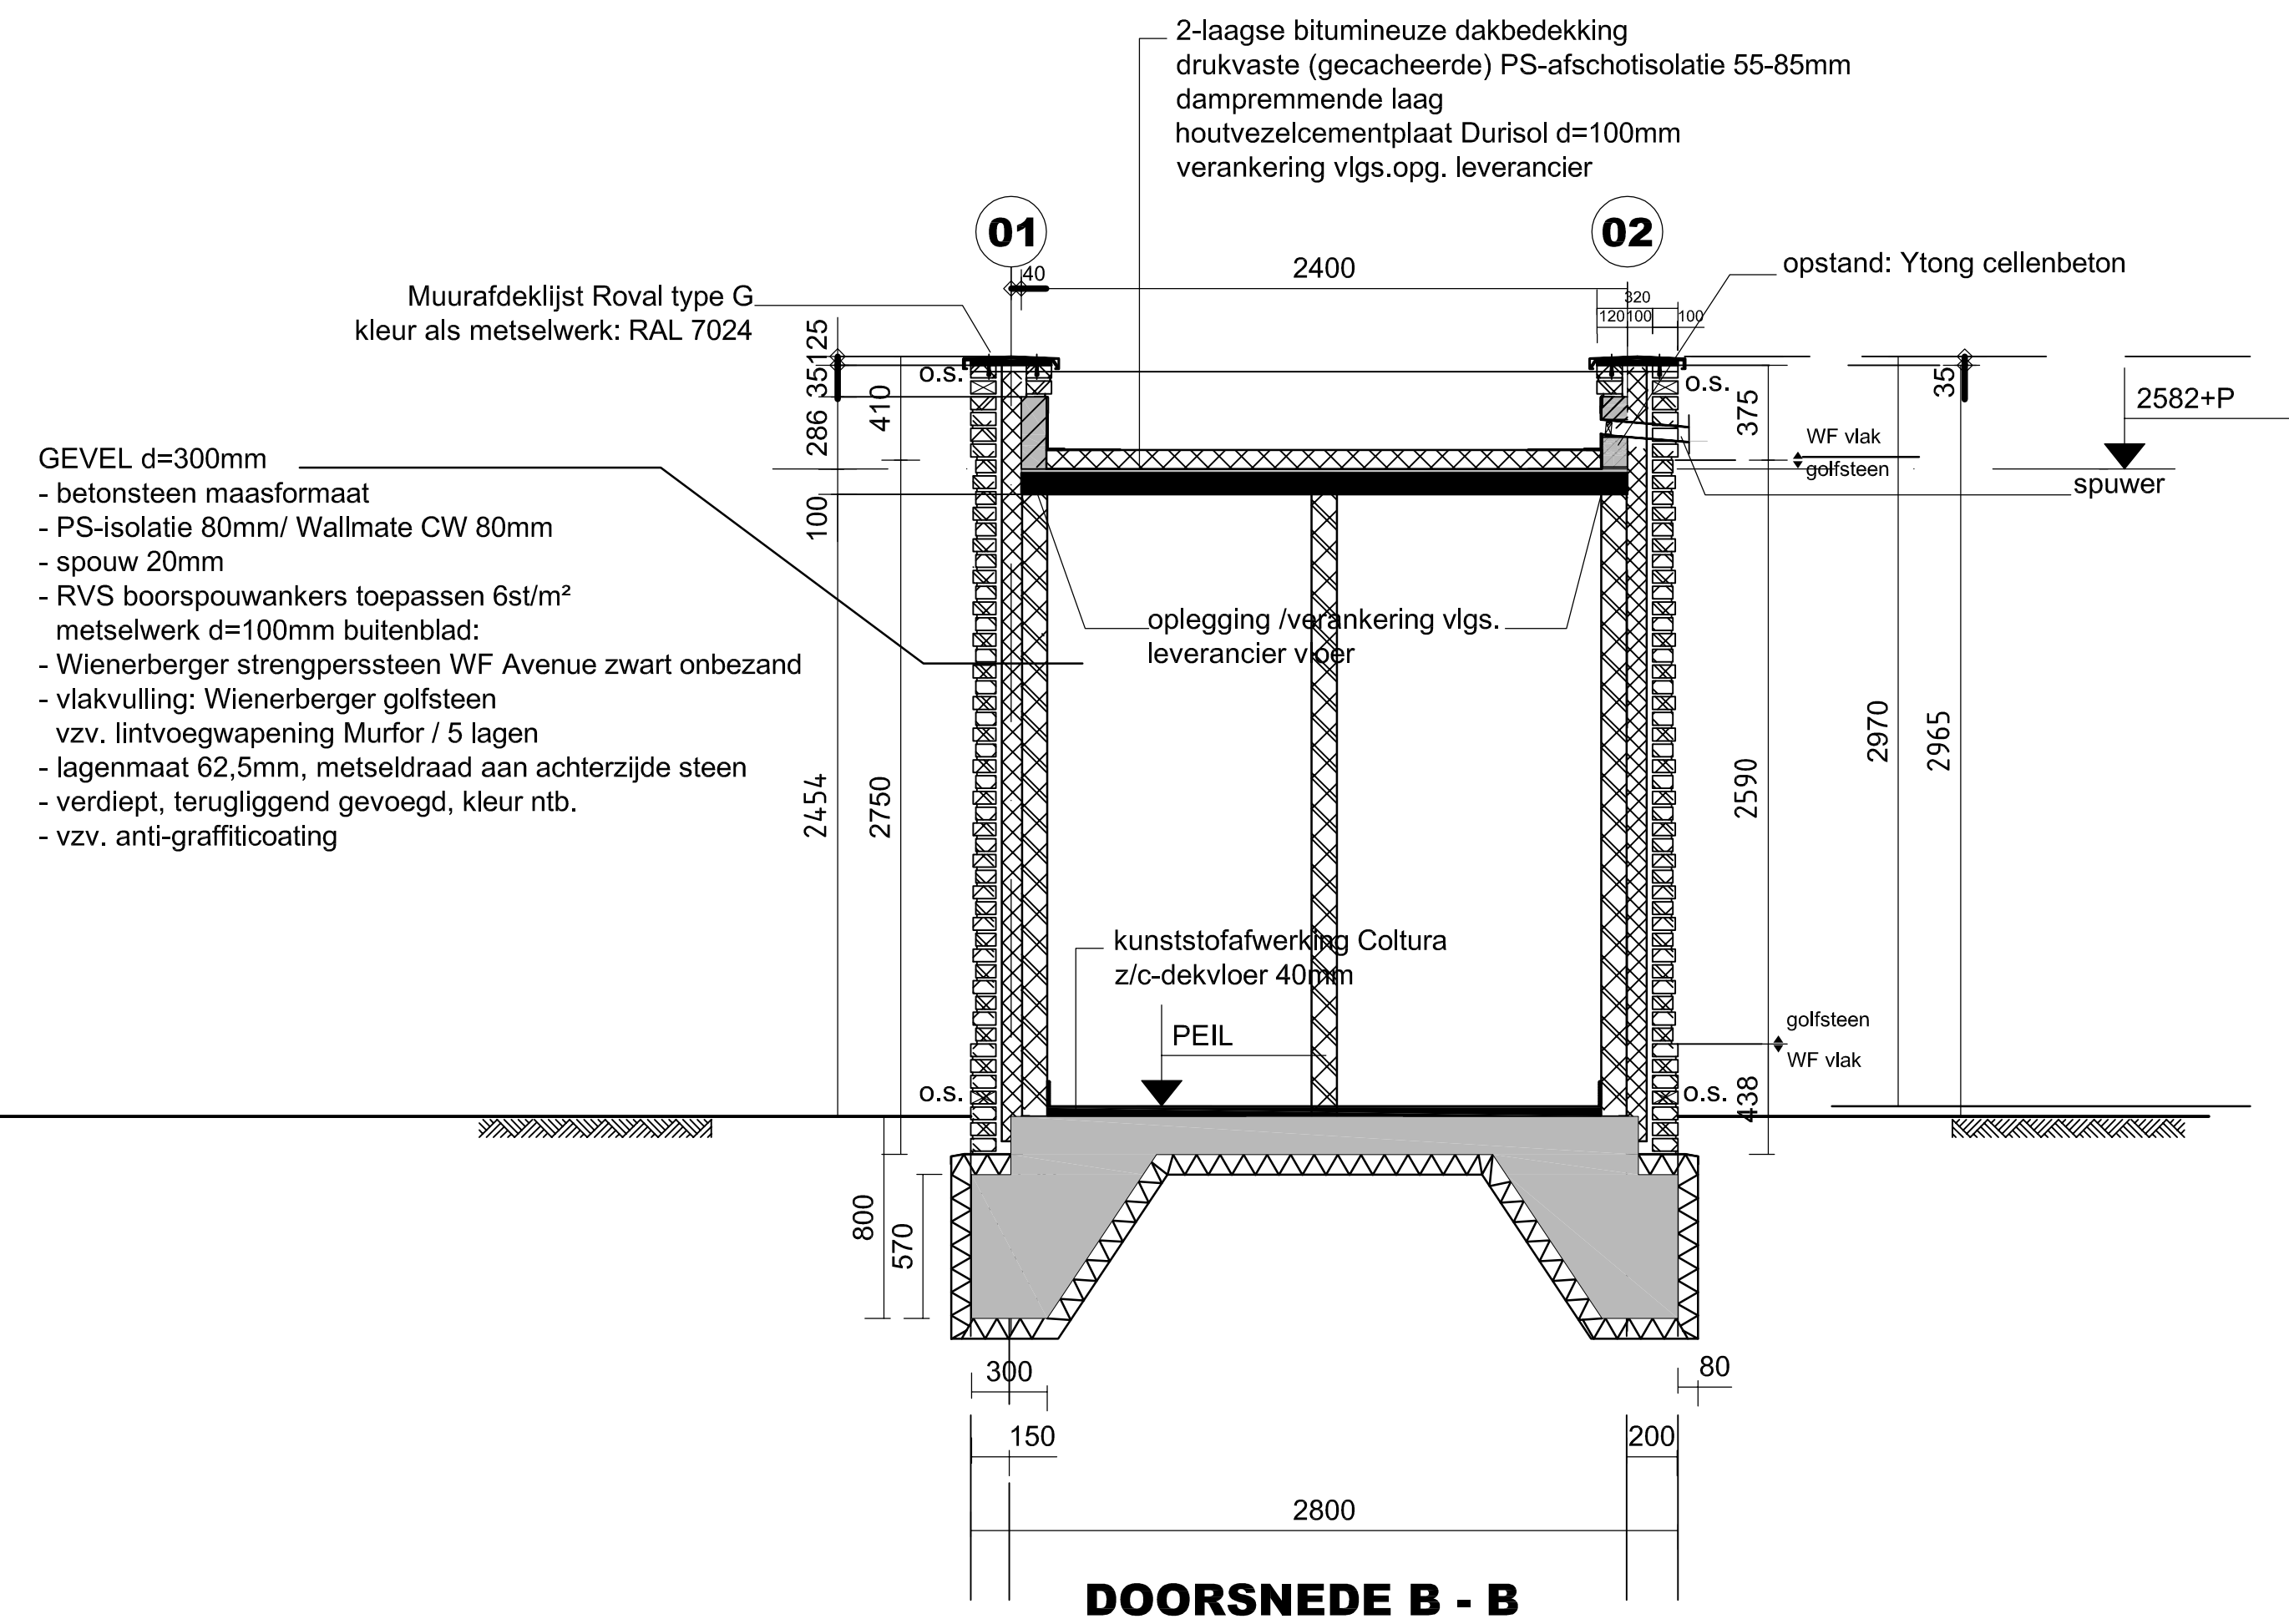 2-laagse bitumineuze dakbedekking
drukvaste (gecacheerde) PS-afschotisolatie 55-85mm
dampremmende laag
houtvezelcementplaat Durisol d=100mm
verankering vlgs.opg. leverancier
01
02
40
2400
opstand: Ytong cellenbeton
320
120
100
100
Muurafdeklijst Roval type G
kleur als metselwerk: RAL 7024
125
35
286
410
100
2454
2750
o.s.
o.s.
375
35
2582+P
WF vlak
golfsteen
spuwer
GEVEL d=300mm
- betonsteen maasformaat
- PS-isolatie 80mm/ Wallmate CW 80mm
- spouw 20mm
- RVS boorspouwankers toepassen 6st/m²
metselwerk d=100mm buitenblad:
- Wienerberger strengperssteen WF Avenue zwart onbezand
- vlakvulling: Wienerberger golfsteen
vzv. lintvoegwapening Murfor / 5 lagen
- lagenmaat 62,5mm, metseldraad aan achterzijde steen
- verdiept, terugliggend gevoegd, kleur ntb.
- vzv. anti-graffiticoating
oplegging /verankering vlgs.
leverancier vloer
2590
2970
2965
kunststofafwerking Coltura
z/c-dekvloer 40mm
PEIL
golfsteen
WF vlak
o.s.
o.s.
438
800
570
300
80
150
200
2800
DOORSNEDE B - B